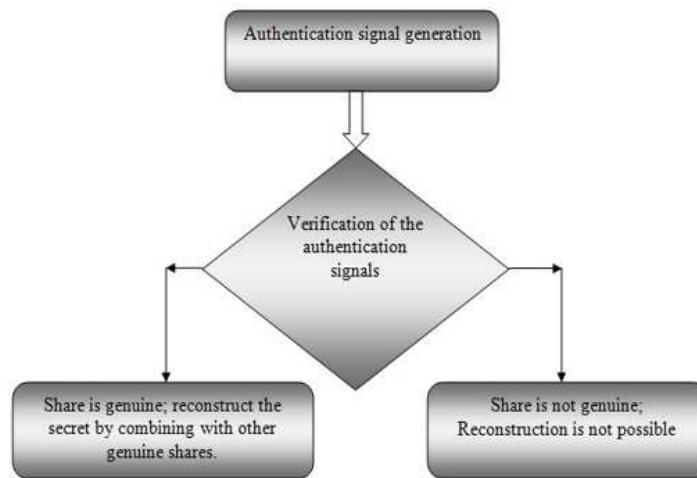 Authentication signal generation
Verification of the
authentication
signals
Share is genuine; reconstruct the
secret by combining with other
genuine shares.
Share is not genuine;
Reconstruction is not possible